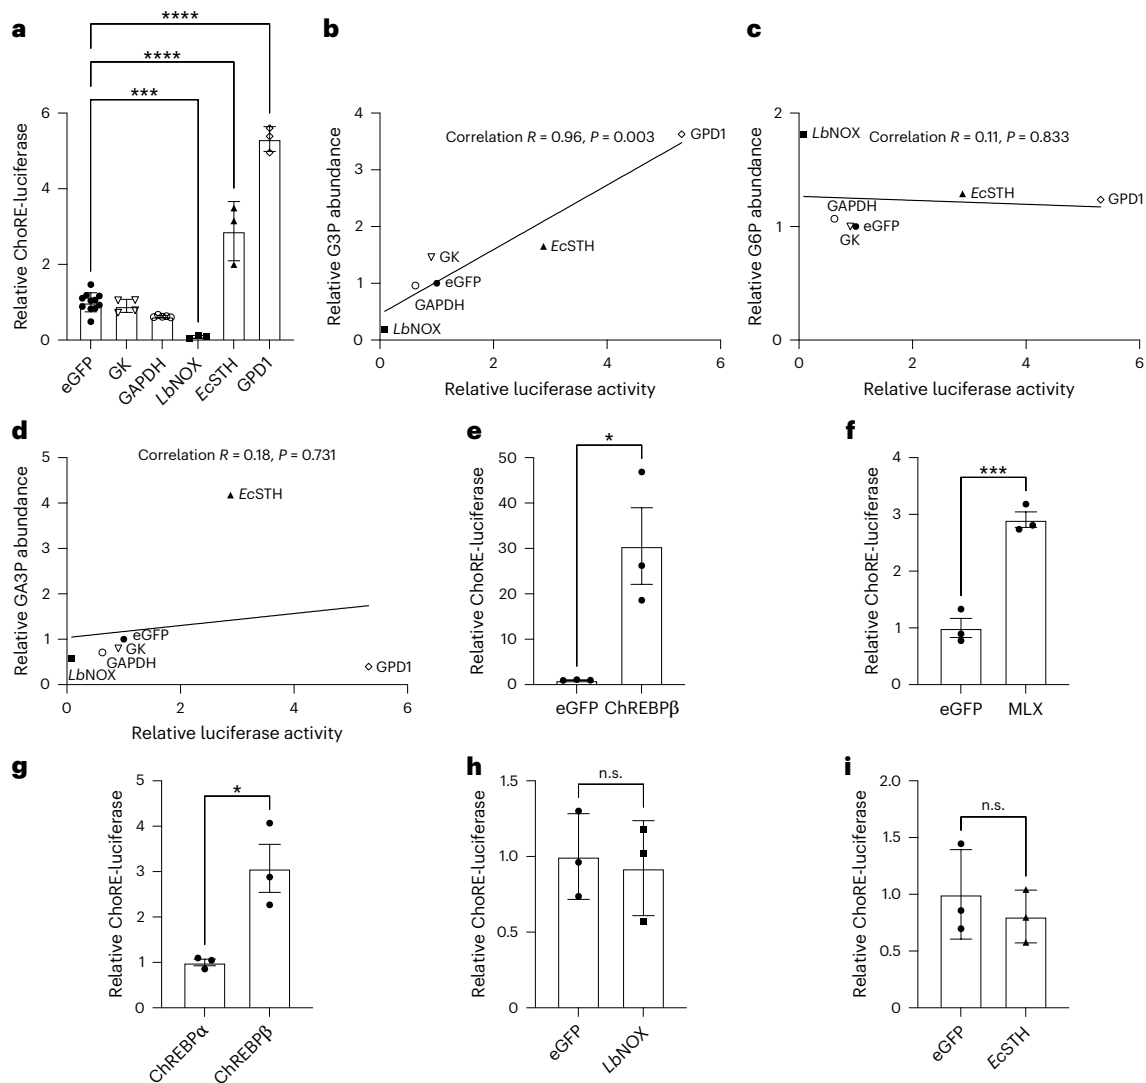 a
****
****
***
Relative ChoRE-luciferase
6
4
2
0
eGFP
GK
GAPDH
LbNOX
EcSTH
GPD1
b
Relative G3P abundance
4
3
2
1
0
Correlation R = 0.96, P = 0.003
GPD1
EcSTH
GK
eGFP
GAPDH
LbNOX
0 2 4 6
Relative luciferase activity
c
Relative G6P abundance
2
1
0
LbNOX
Correlation R = 0.11, P = 0.833
EcSTH
GPD1
GAPDH
eGFP
GK
0 2 4 6
Relative luciferase activity
d
Relative GA3P abundance
5
4
3
2
1
0
Correlation R = 0.18, P = 0.731
EcSTH
eGFP
GK
GAPDH
LbNOX
GPD1
0 2 4 6
Relative luciferase activity
e
Relative ChoRE-luciferase
50
40
30
20
10
0
*
eGFP ChREBPβ
f
Relative ChoRE-luciferase
4
3
2
1
0
***
eGFP MLX
g
Relative ChoRE-luciferase
5
4
3
2
1
0
*
ChREBPα
ChREBPβ
h
Relative ChoRE-luciferase
1.5
1.0
0.5
0
n.s.
eGFP
LbNOX
i
Relative ChoRE-luciferase
2.0
1.5
1.0
0.5
0
n.s.
eGFP
EcSTH